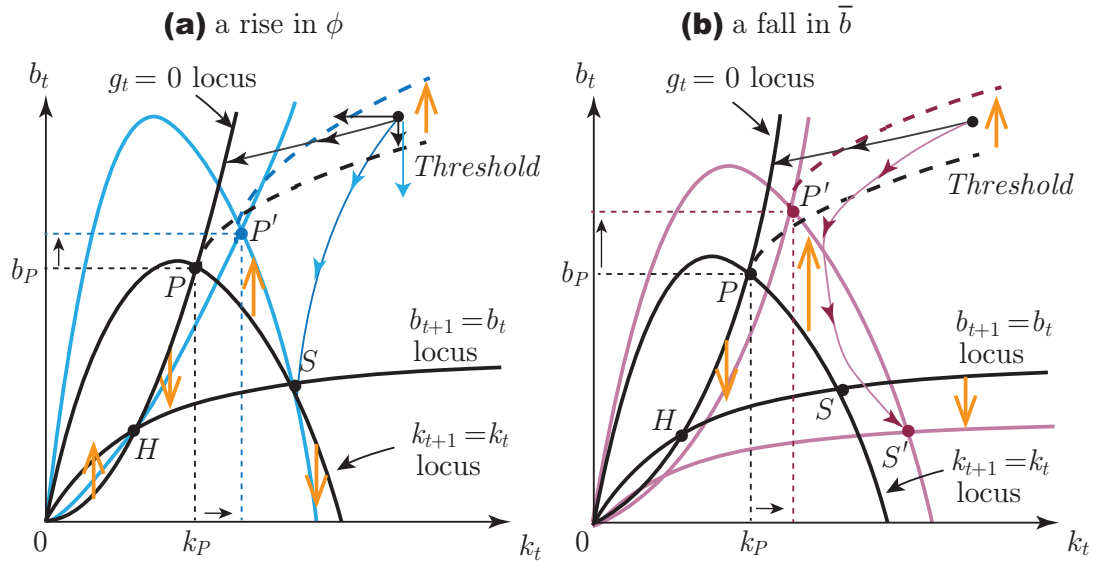 (a) a rise in ϕ
b_t
g_t = 0 locus
Threshold
P′
b_P
P
b_{t+1} = b_t
locus
S
H
k_{t+1} = k_t
locus
0
k_P
k_t
(b) a fall in b̅
b_t
g_t = 0 locus
Threshold
P′
b_P
P
b_{t+1} = b_t
locus
S
H
S′
k_{t+1} = k_t
locus
0
k_P
k_t